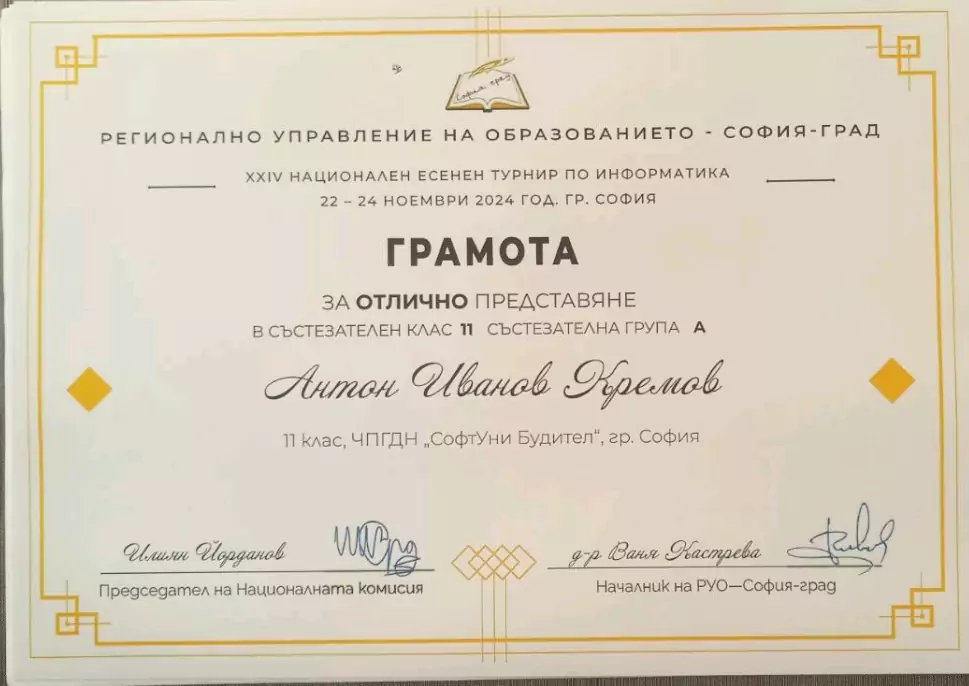 София град
РЕГИОНАЛНО УПРАВЛЕНИЕ НА ОБРАЗОВАНИЕТО - СОФИЯ-ГРАД
XXIV НАЦИОНАЛЕН ЕСЕНЕН ТУРНИР ПО ИНФОРМАТИКА
22 – 24 НОЕМВРИ 2024 ГОД. ГР. СОФИЯ
ГРАМОТА
ЗА ОТЛИЧНО ПРЕДСТАВЯНЕ
В СЪСТЕЗАТЕЛЕН КЛАС 11 СЪСТЕЗАТЕЛНА ГРУПА А
Антон Иванов Кремов
11 клас, ЧПГДН „СофтУни Будител“, гр. София
Илиян Йорданов
Председател на Националната комисия
д-р Ваня Кастрева
Началник на РУО—София-град